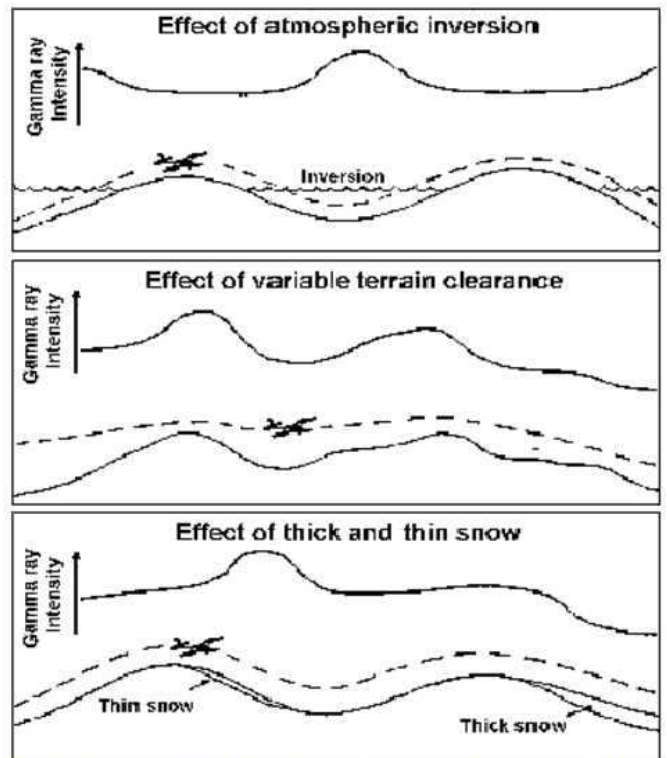 Effect of atmospheric inversion
Gamma ray
Intensity
Inversion
Effect of variable terrain clearance
Gamma ray
Intensity
Effect of thick and thin snow
Gamma ray
Intensity
Thin snow
Thick snow